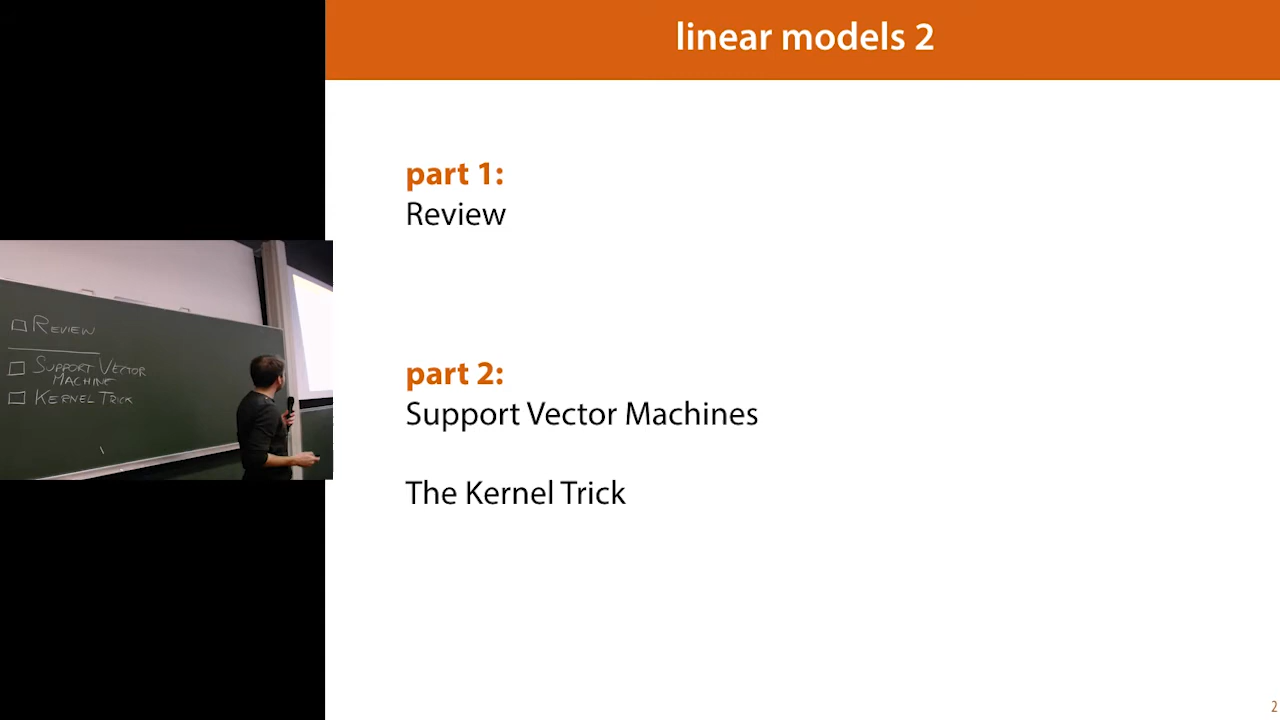 linear models 2
part 1:
Review
part 2:
Support Vector Machines
The Kernel Trick
2
REVIEW
SUPPORT VECTOR
MACHINE
KERNEL TRICK